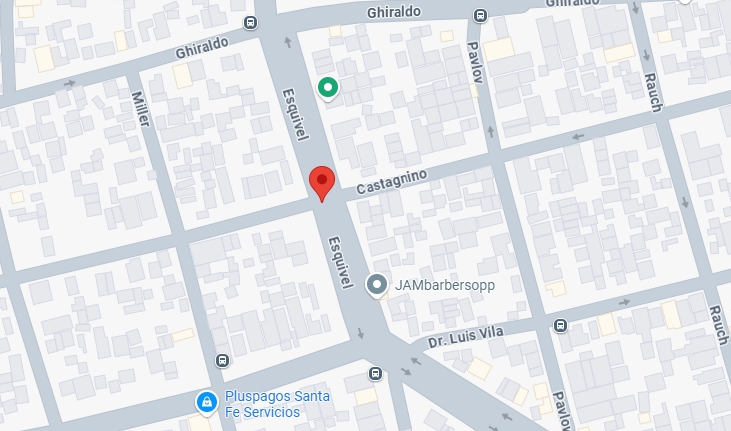 Ghiraldo
Ghiraldo
Ghiraldo
Pavlov
Rauch
Miller
Esquivel
Castagnino
Esquivel
JAMbarbersopp
Dr. Luis Vila
Rauch
Pluspagos Santa
Fe Servicios
Pavlov